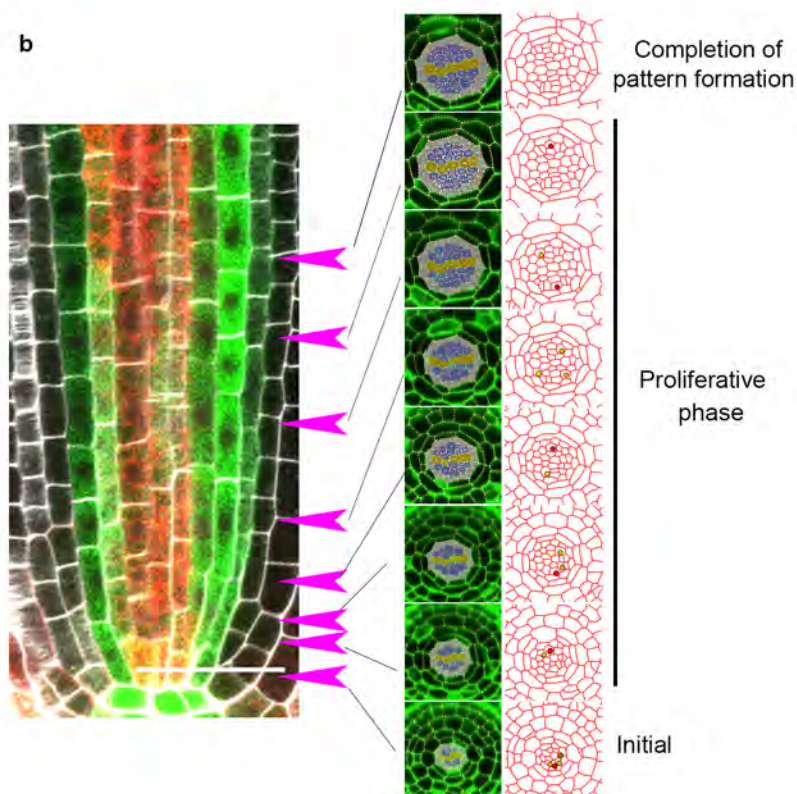 b
Completion of
pattern formation
Proliferative
phase
Initial